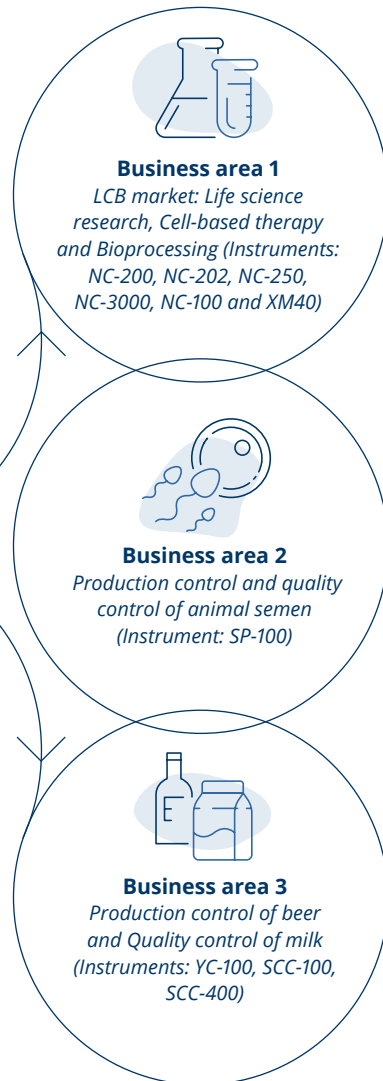 Business area 1
LCB market: Life science
research, Cell-based therapy
and Bioprocessing (Instruments:
NC-200, NC-202, NC-250,
NC-3000, NC-100 and XM40)
Business area 2
Production control and quality
control of animal semen
(Instrument: SP-100)
Business area 3
Production control of beer
and Quality control of milk
(Instruments: YC-100, SCC-100,
SCC-400)